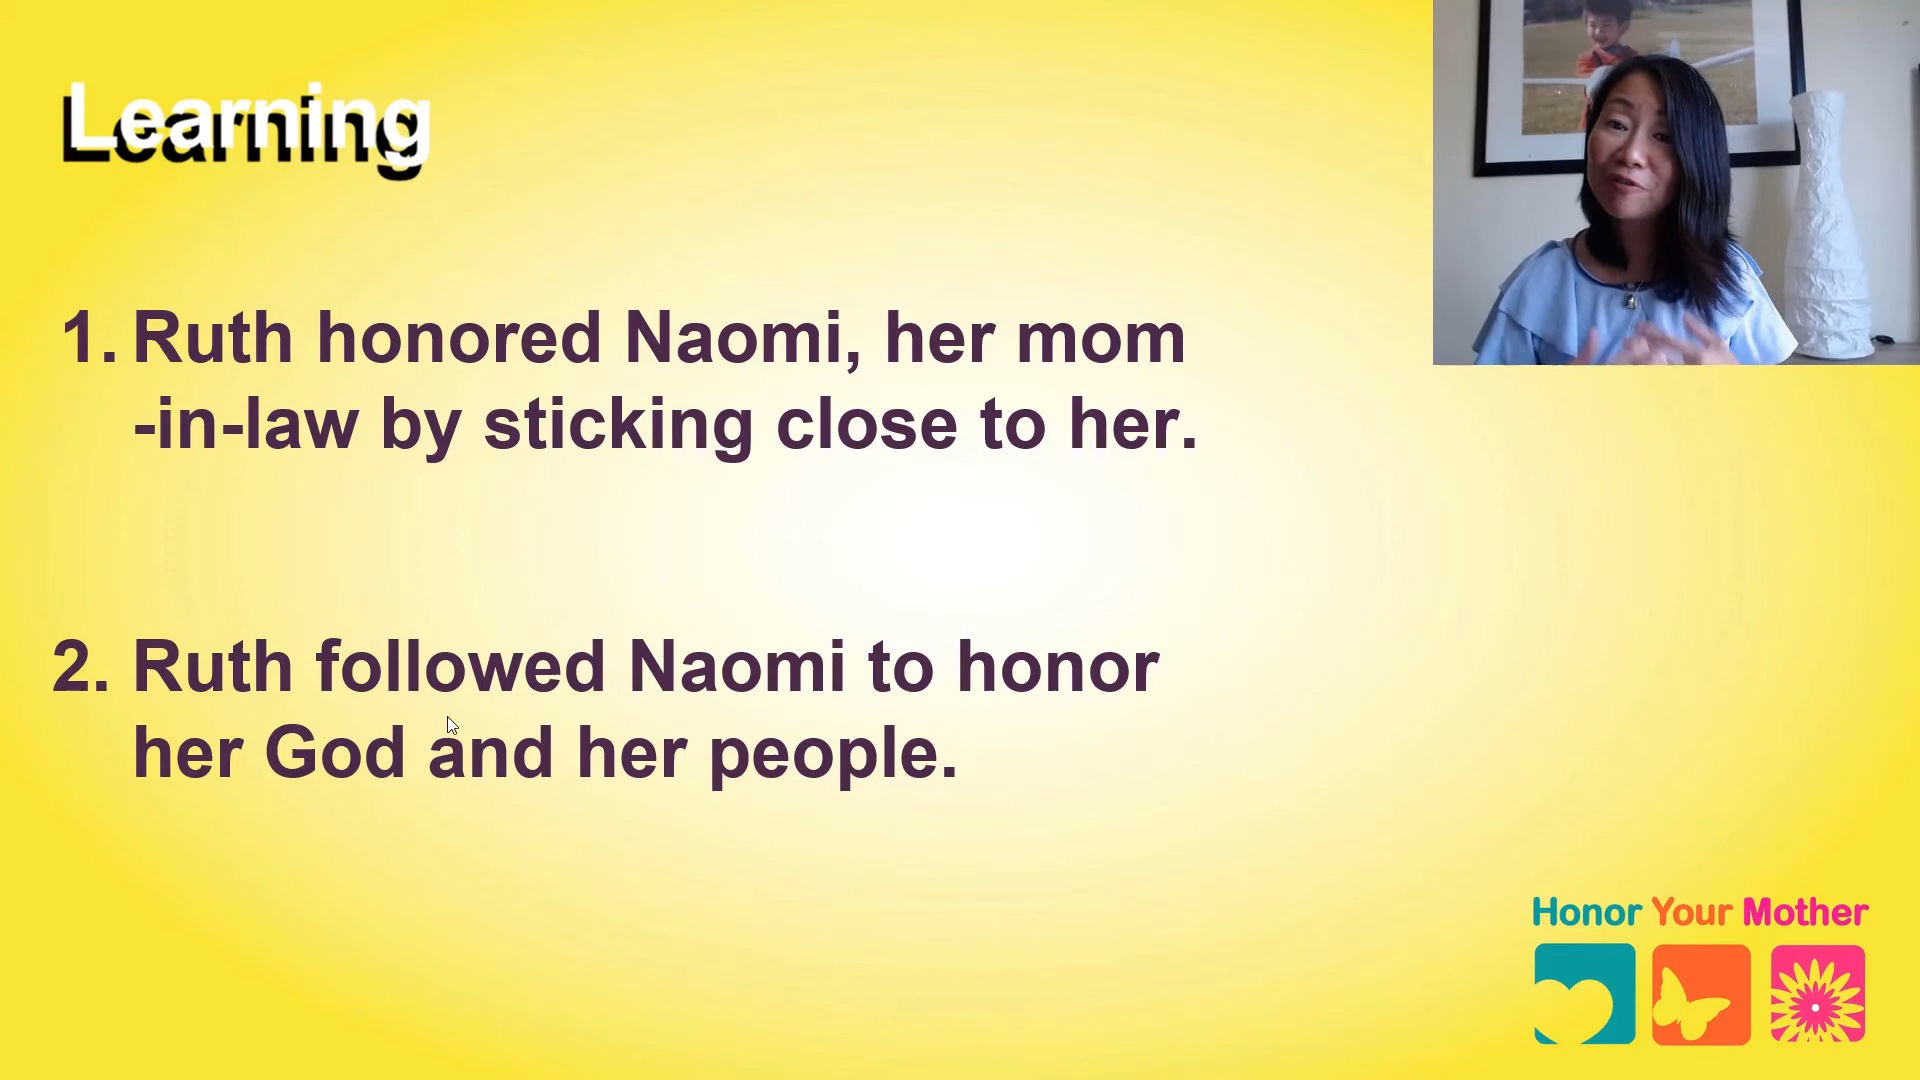 Learning
1. Ruth honored Naomi, her mom
-in-law by sticking close to her.
2. Ruth followed Naomi to honor
her God and her people.
Honor Your Mother